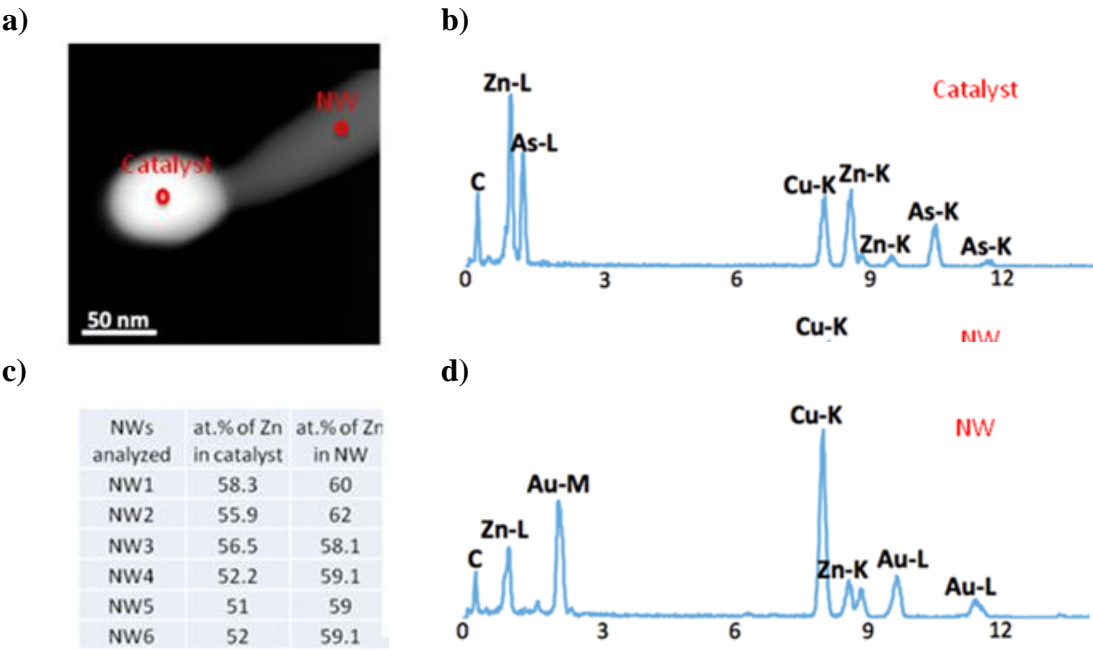 a)
NW
Catalyst
50 nm
b)
Catalyst
Zn-L
As-L
C
Cu-K
Zn-K
Zn-K
As-K
As-K
0 3 6 9 12
Cu-K
NW
c)
NWs analyzed at.% of Zn in catalyst at.% of Zn in NW
NW1 58.3 60
NW2 55.9 62
NW3 56.5 58.1
NW4 52.2 59.1
NW5 51 59
NW6 52 59.1
d)
NW
Cu-K
Au-M
Zn-L
C
Zn-K
Au-L
Au-L
0 3 6 9 12